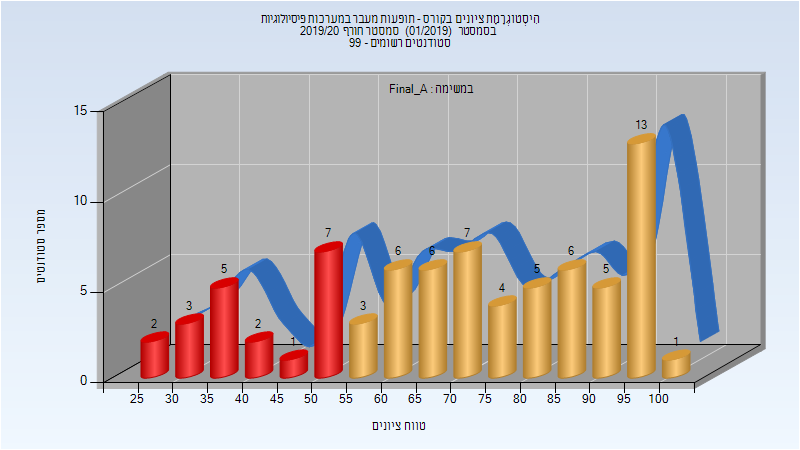 הִיסְטוֹגְרַמַּת ציונים בקורס - תופעות מעבר במערכות פיסיולוגיות
בסמסטר (01/2019) סמסטר חורף 2019/20
סטודנטים רשומים - 99
במשימה : Final_A
מספר סטודנטים
15
10
5
0
2
3
5
2
1
7
3
6
6
7
4
5
6
5
13
1
25 30 35 40 45 50 55 60 65 70 75 80 85 90 95 100
טווח ציונים